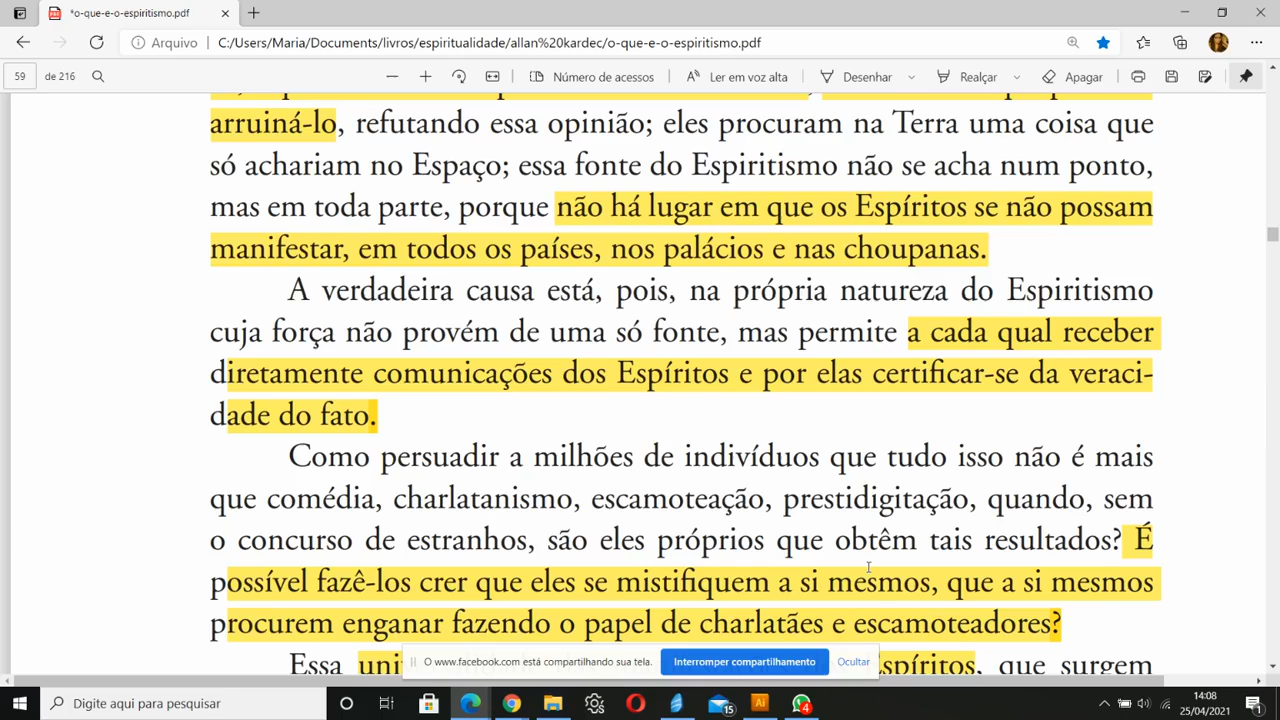 *o-que-e-o-espiritismo.pdf
Arquivo C:/Users/Maria/Documents/livros/espiritualidade/allan%20kardec/o-que-e-o-espiritismo.pdf
59 de 216 Número de acessos Ler em voz alta Desenhar Realçar Apagar
arruiná-lo, refutando essa opinião; eles procuram na Terra uma coisa que
só achariam no Espaço; essa fonte do Espiritismo não se acha num ponto,
mas em toda parte, porque não há lugar em que os Espíritos se não possam
manifestar, em todos os países, nos palácios e nas choupanas.
A verdadeira causa está, pois, na própria natureza do Espiritismo
cuja força não provém de uma só fonte, mas permite a cada qual receber
diretamente comunicações dos Espíritos e por elas certificar-se da veraci-
dade do fato.
Como persuadir a milhões de indivíduos que tudo isso não é mais
que comédia, charlatanismo, escamoteação, prestidigitação, quando, sem
o concurso de estranhos, são eles próprios que obtêm tais resultados? É
possível fazê-los crer que eles se mistifiquem a si mesmos, que a si mesmos
procurem enganar fazendo o papel de charlatães e escamoteadores?
Essa Espíritos, que surgem
O www.facebook.com está compartilhando sua tela. Interromper compartilhamento Ocultar
Digite aqui para pesquisar
15
4
14:08
25/04/2021
1